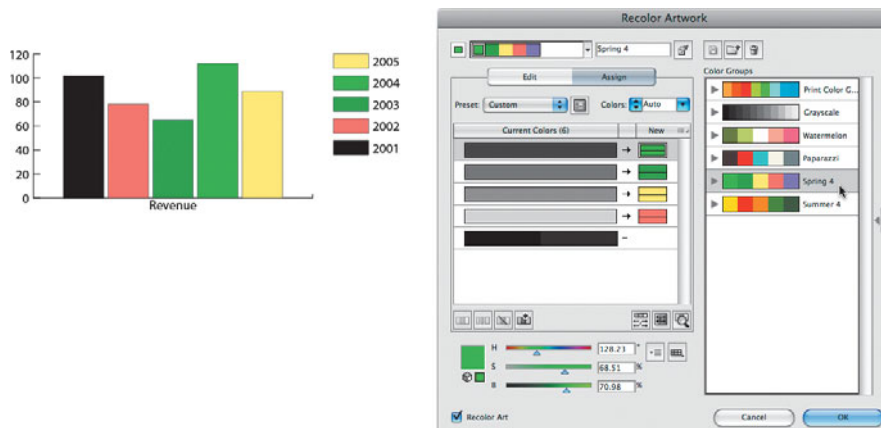 120
100
80
60
40
20
0
Revenue
2005
2004
2003
2002
2001
Recolor Artwork
Spring 4
Edit
Assign
Preset: Custom
Colors: Auto
Current Colors (6)
New
H
128.23
°
S
68.51
%
B
70.98
%
Recolor Art
Color Groups
Print Color G...
Grayscale
Watermelon
Paparazzi
Spring 4
Summer 4
Cancel
OK